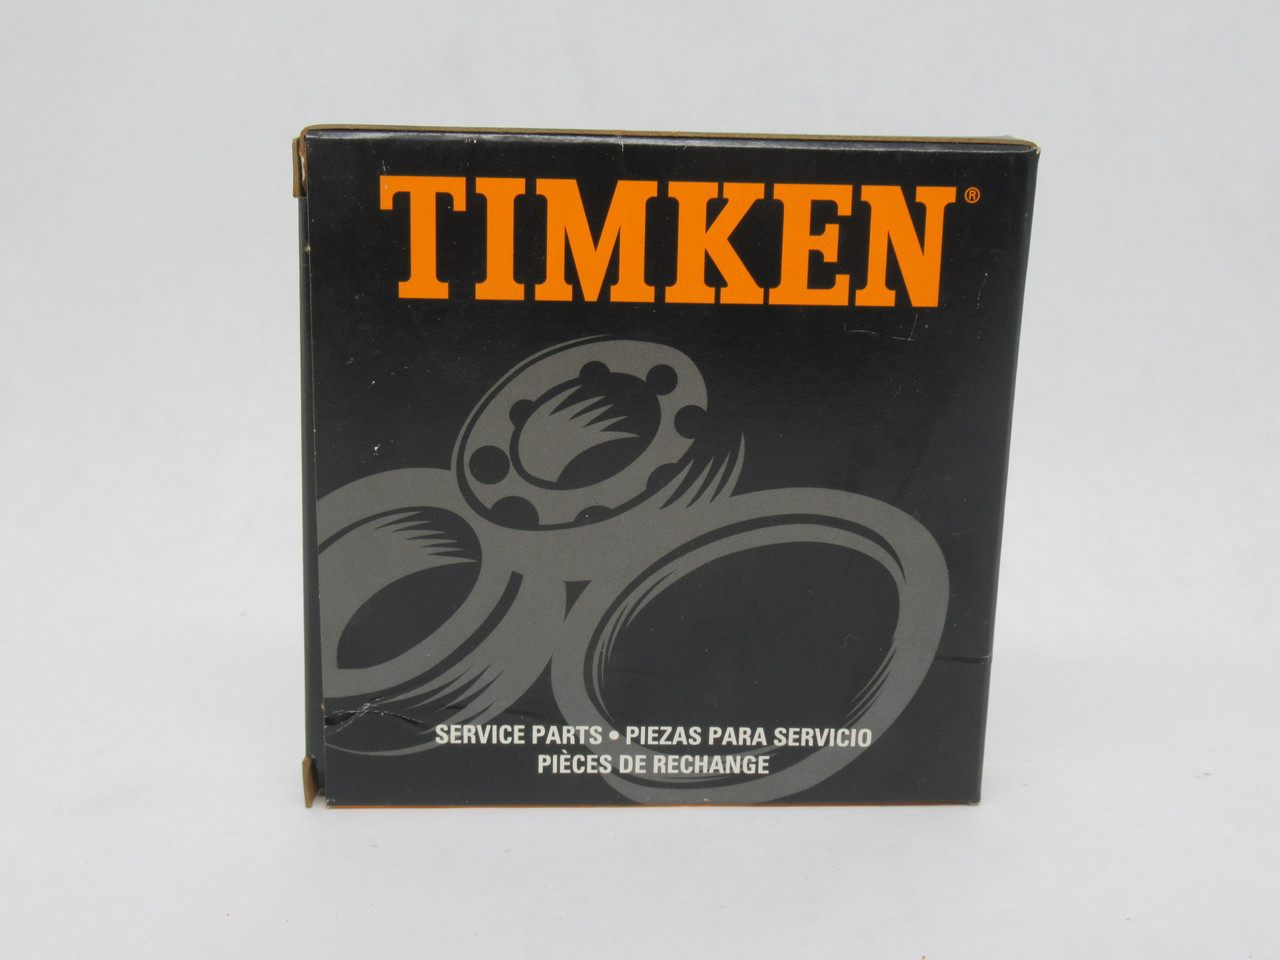 TIMKEN®
SERVICE PARTS • PIEZAS PARA SERVICIO
PIÈCES DE RECHANGE